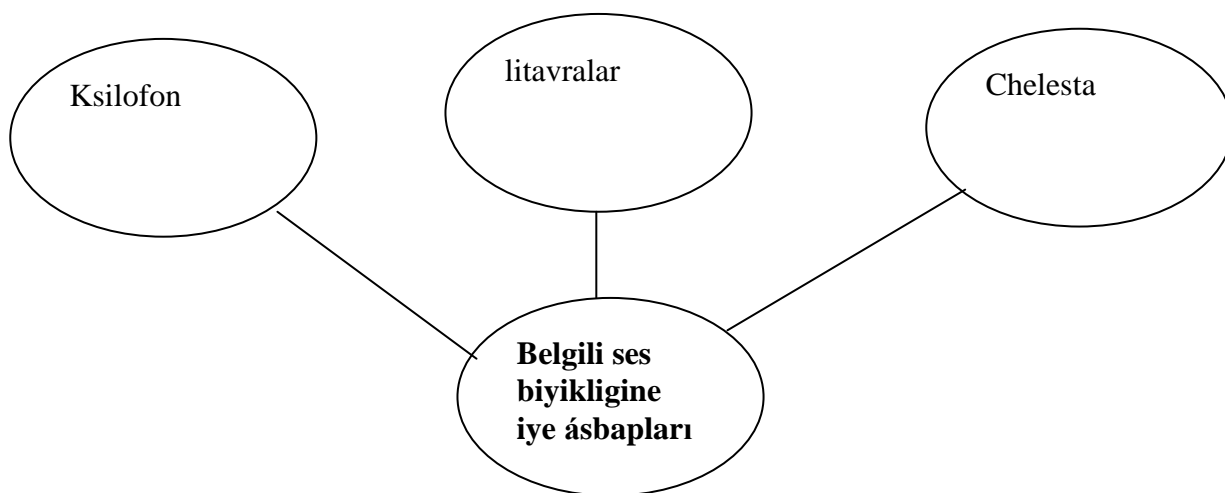 Ksilofon
litavralar
Chelesta
Belgili ses
biyikligine
iye ásbapları